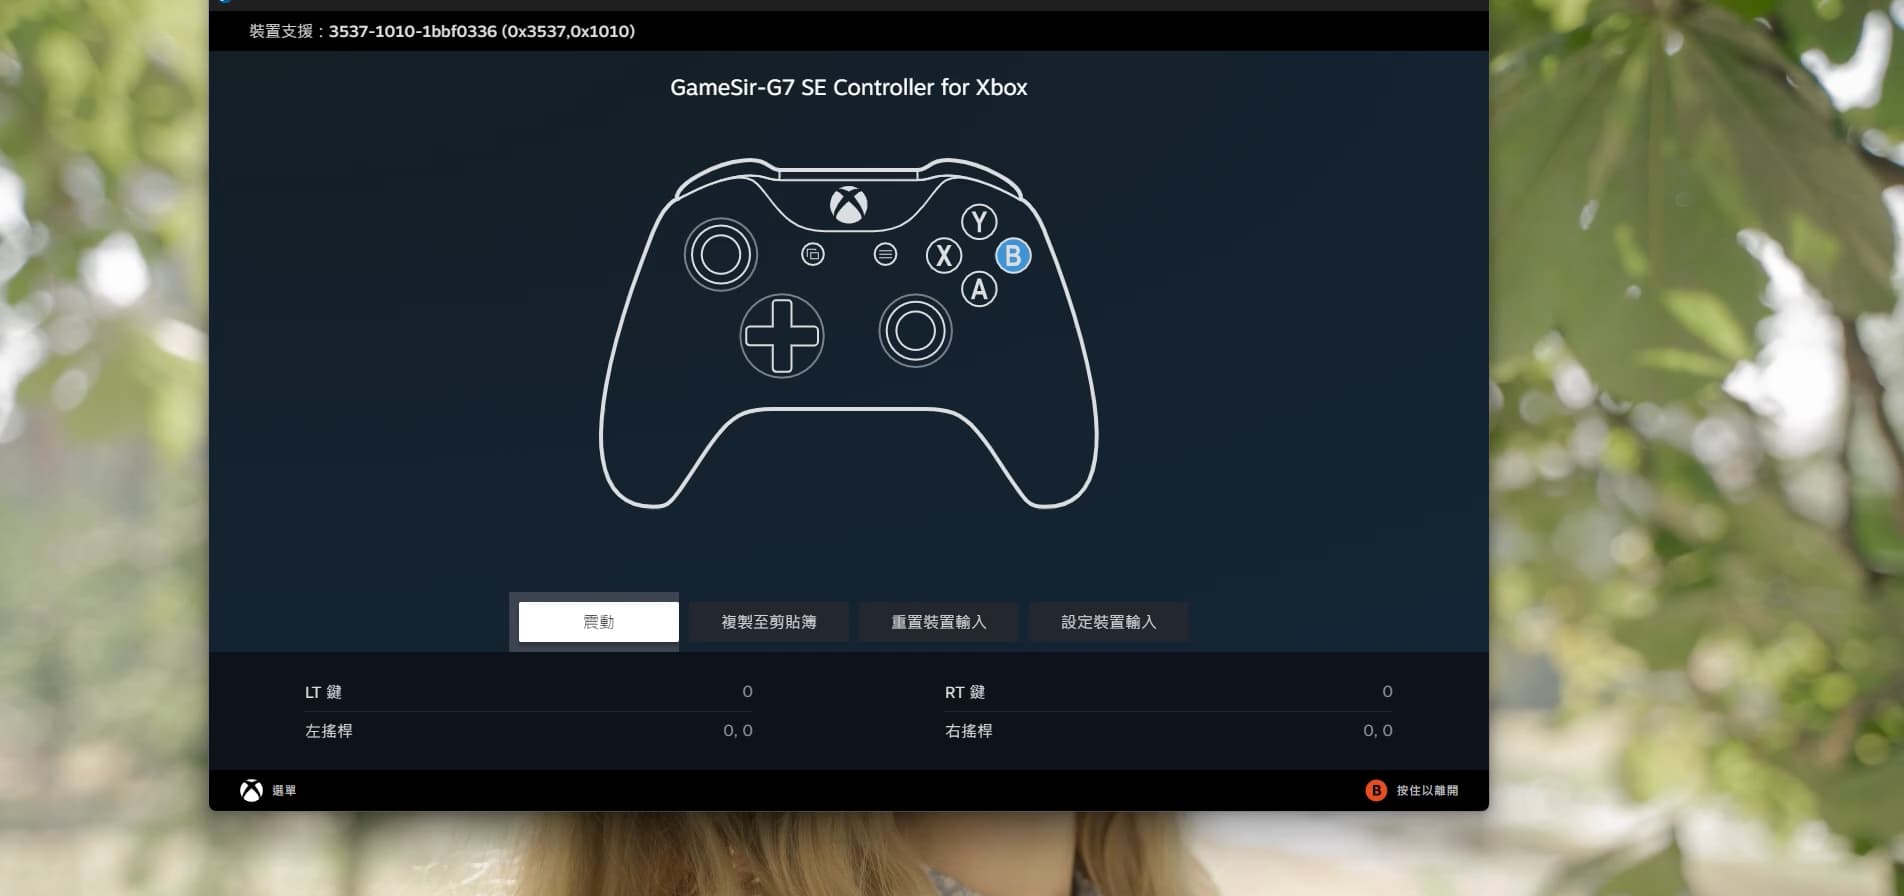 裝置支援：3537-1010-1bbf0336 (0x3537,0x1010)
GameSir-G7 SE Controller for Xbox
Y
X B
A
震動 複製至剪貼簿 重置裝置輸入 設定裝置輸入
LT 鍵 0 RT 鍵 0
左搖桿 0, 0 右搖桿 0, 0
選單 B 按住以離開